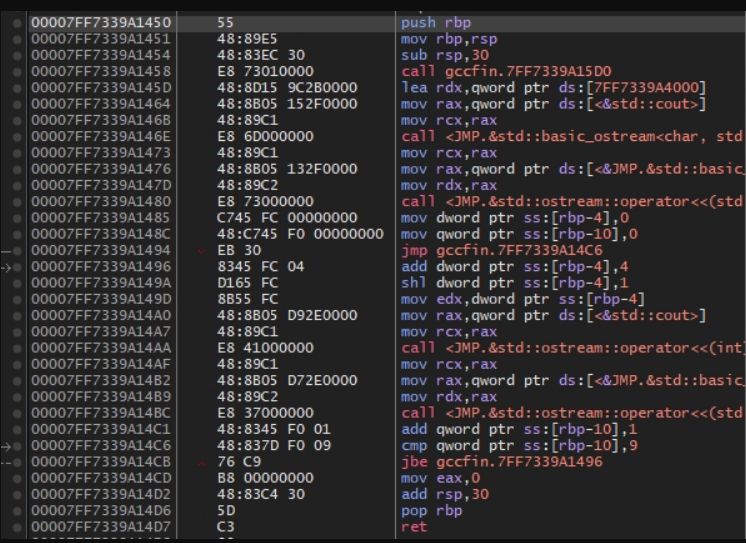 00007FF7339A1450 55 push rbp
00007FF7339A1451 48:89E5 mov rbp,rsp
00007FF7339A1454 48:83EC 30 sub rsp,30
00007FF7339A1458 E8 73010000 call gccfin.7FF7339A15D0
00007FF7339A145D 48:8D15 9C2B0000 lea rdx,qword ptr ds:[7FF7339A4000]
00007FF7339A1464 48:8B05 152F0000 mov rax,qword ptr ds:[<&std::cout>]
00007FF7339A146B 48:89C1 mov rcx,rax
00007FF7339A146E E8 6D000000 call <JMP.&std::basic_ostream<char, std
00007FF7339A1473 48:89C1 mov rcx,rax
00007FF7339A1476 48:8B05 132F0000 mov rax,qword ptr ds:[<&JMP.&std::basic_
00007FF7339A147D 48:89C2 mov rdx,rax
00007FF7339A1480 E8 73000000 call <JMP.&std::ostream::operator<<(std
00007FF7339A1485 C745 FC 00000000 mov dword ptr ss:[rbp-4],0
00007FF7339A148C 48:C745 F0 00000000 mov qword ptr ss:[rbp-10],0
00007FF7339A1494 EB 30 jmp gccfin.7FF7339A14C6
00007FF7339A1496 8345 FC 04 add dword ptr ss:[rbp-4],4
00007FF7339A149A D165 FC shl dword ptr ss:[rbp-4],1
00007FF7339A149D 8B55 FC mov edx,dword ptr ss:[rbp-4]
00007FF7339A14A0 48:8B05 D92E0000 mov rax,qword ptr ds:[<&std::cout>]
00007FF7339A14A7 48:89C1 mov rcx,rax
00007FF7339A14AA E8 41000000 call <JMP.&std::ostream::operator<<(int)
00007FF7339A14AF 48:89C1 mov rcx,rax
00007FF7339A14B2 48:8B05 D72E0000 mov rax,qword ptr ds:[<&JMP.&std::basic_
00007FF7339A14B9 48:89C2 mov rdx,rax
00007FF7339A14BC E8 37000000 call <JMP.&std::ostream::operator<<(std
00007FF7339A14C1 48:8345 F0 01 add qword ptr ss:[rbp-10],1
00007FF7339A14C6 48:837D F0 09 cmp qword ptr ss:[rbp-10],9
00007FF7339A14CB 76 C9 jbe gccfin.7FF7339A1496
00007FF7339A14CD B8 00000000 mov eax,0
00007FF7339A14D2 48:83C4 30 add rsp,30
00007FF7339A14D6 5D pop rbp
00007FF7339A14D7 C3 ret